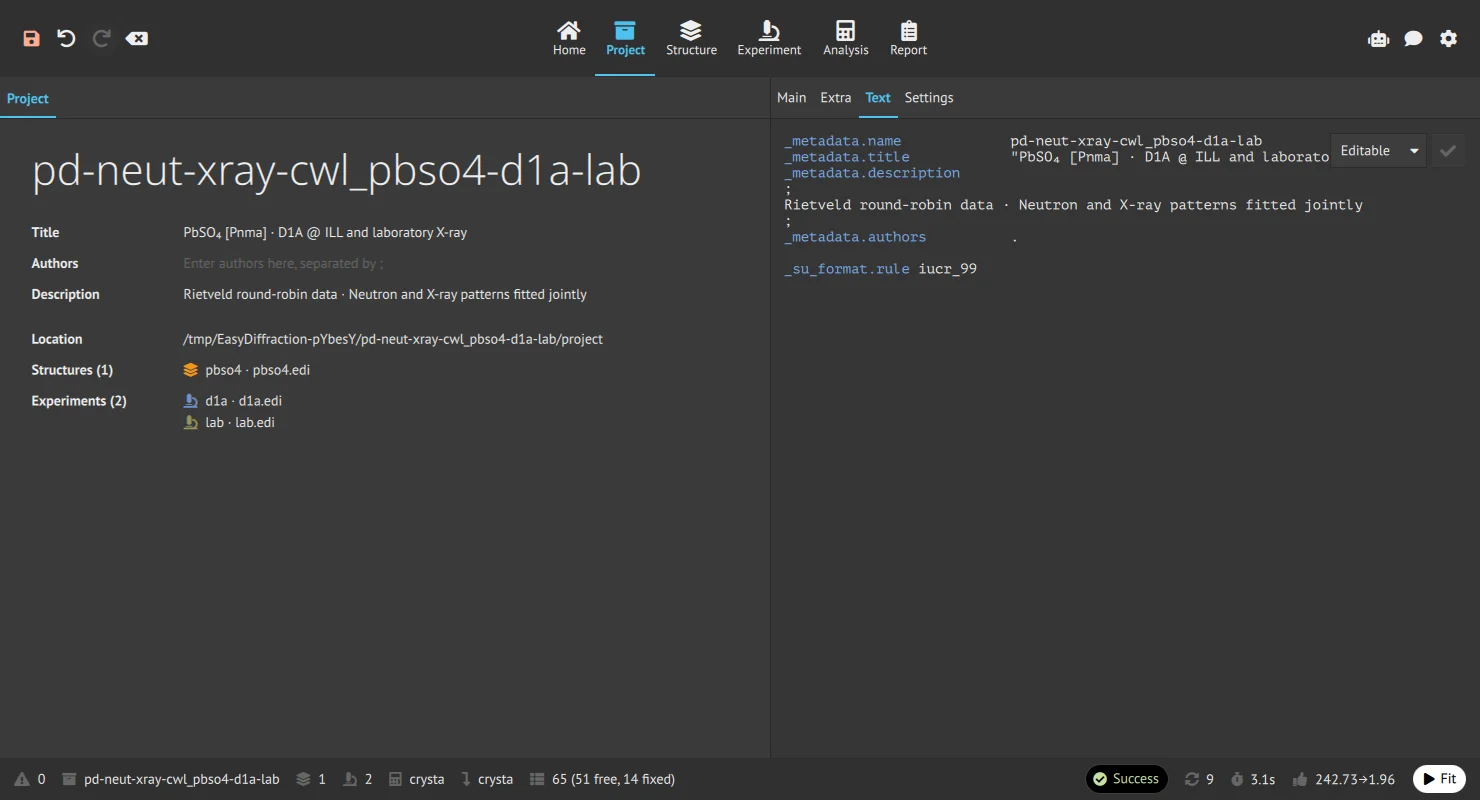 Home
Project
Structure
Experiment
Analysis
Report
Project
Main Extra Text Settings
pd-neut-xray-cwl_pbso4-d1a-lab
Title PbSO₄ [Pnma] · D1A @ ILL and laboratory X-ray
Authors Enter authors here, separated by ;
Description Rietveld round-robin data · Neutron and X-ray patterns fitted jointly
Location /tmp/EasyDiffraction-pYbesY/pd-neut-xray-cwl_pbso4-d1a-lab/project
Structures (1) pbso4 · pbso4.edi
Experiments (2) d1a · d1a.edi
lab · lab.edi
_metadata.name pd-neut-xray-cwl_pbso4-d1a-lab
_metadata.title "PbSO₄ [Pnma] · D1A @ ILL and laborato
_metadata.description
;
Rietveld round-robin data · Neutron and X-ray patterns fitted jointly
;
_metadata.authors .
_su_format.rule iucr_99
Editable
0 pd-neut-xray-cwl_pbso4-d1a-lab 1 2 crysta crysta 65 (51 free, 14 fixed) Success 9 3.1s 242.73→1.96 Fit